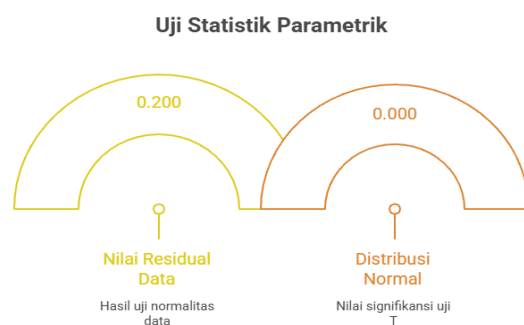 Uji Statistik Parametrik
0.200
0.000
Nilai Residual
Data
Distribusi
Normal
Hasil uji normalitas
data
Nilai signifikansi uji
T